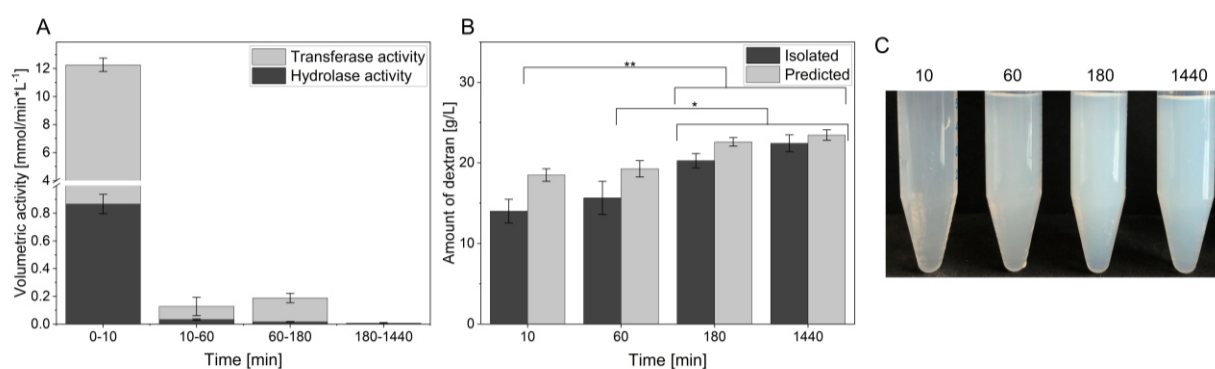 A
Volumetric activity [mmol/min*L⁻¹]
Transferase activity
Hydrolase activity
12
10
8
6
4
0.8
0.6
0.4
0.2
0.0
0-10 10-60 60-180 180-1440
Time [min]
B
Amount of dextran [g/L]
Isolated
Predicted
**
*
30
20
10
0
10 60 180 1440
Time [min]
C
10 60 180 1440